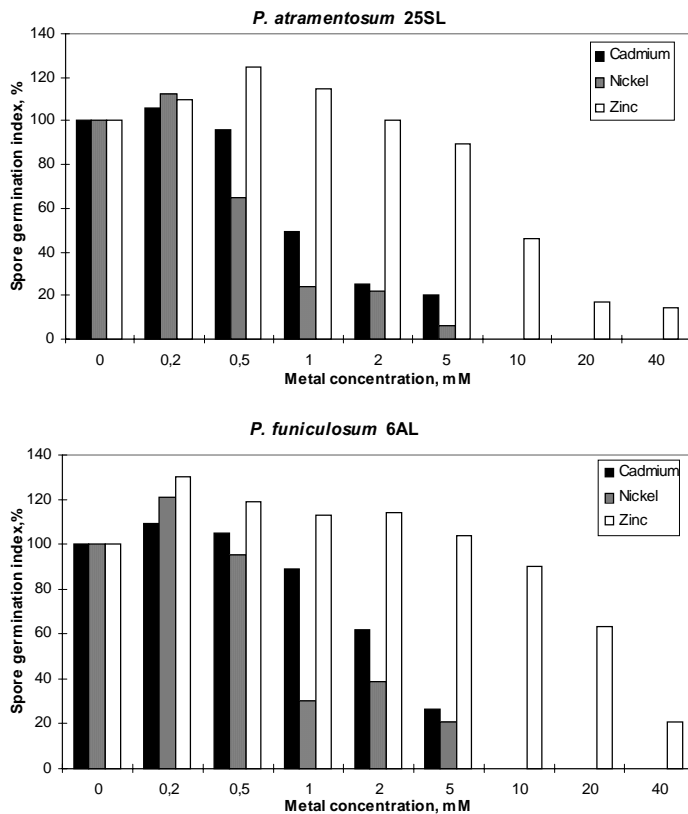 P. atramentosum 25SL
140
120
100
80
60
40
20
0
Spore germination index, %
Cadmium
Nickel
Zinc
0 0,2 0,5 1 2 5 10 20 40
Metal concentration, mM
P. funiculosum 6AL
140
120
100
80
60
40
20
0
Spore germination index,%
Cadmium
Nickel
Zinc
0 0,2 0,5 1 2 5 10 20 40
Metal concentration, mM